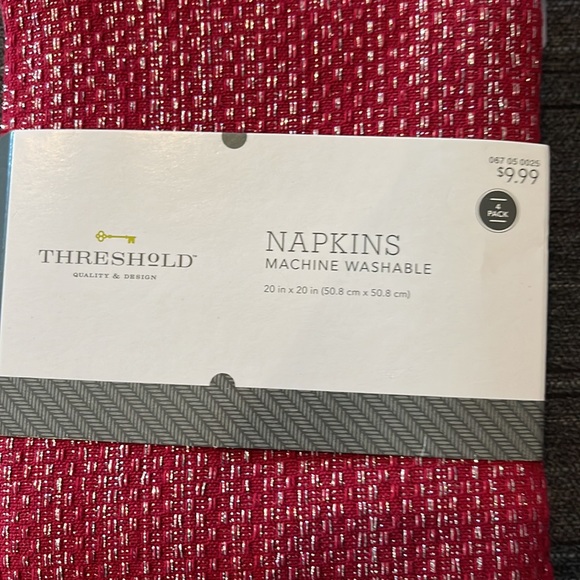 067 05 0025
$9.99
4
PACK
THRESHOLD™
QUALITY & DESIGN
NAPKINS
MACHINE WASHABLE
20 in x 20 in (50.8 cm x 50.8 cm)